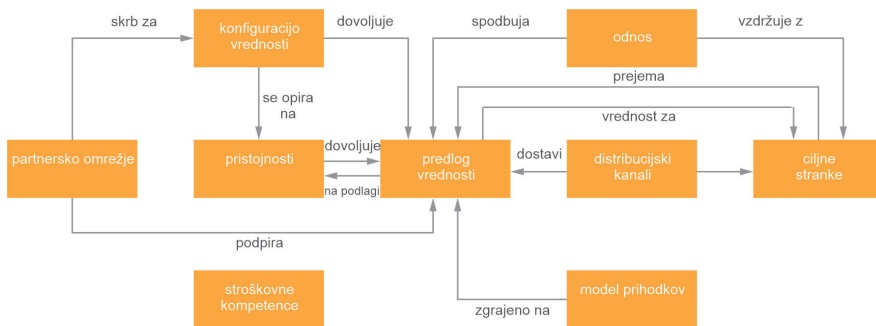 skrb za
konfiguracijo
vrednosti
dovoljuje
spodbuja
odnos
vzdržuje z
prejema
se opira
na
vrednost za
partnersko omrežje
pristojnosti
dovoljuje
na podlagi
predlog
vrednosti
dostavi
distribucijski
kanali
ciljne
stranke
podpira
stroškovne
kompetence
zgrajeno na
model prihodkov